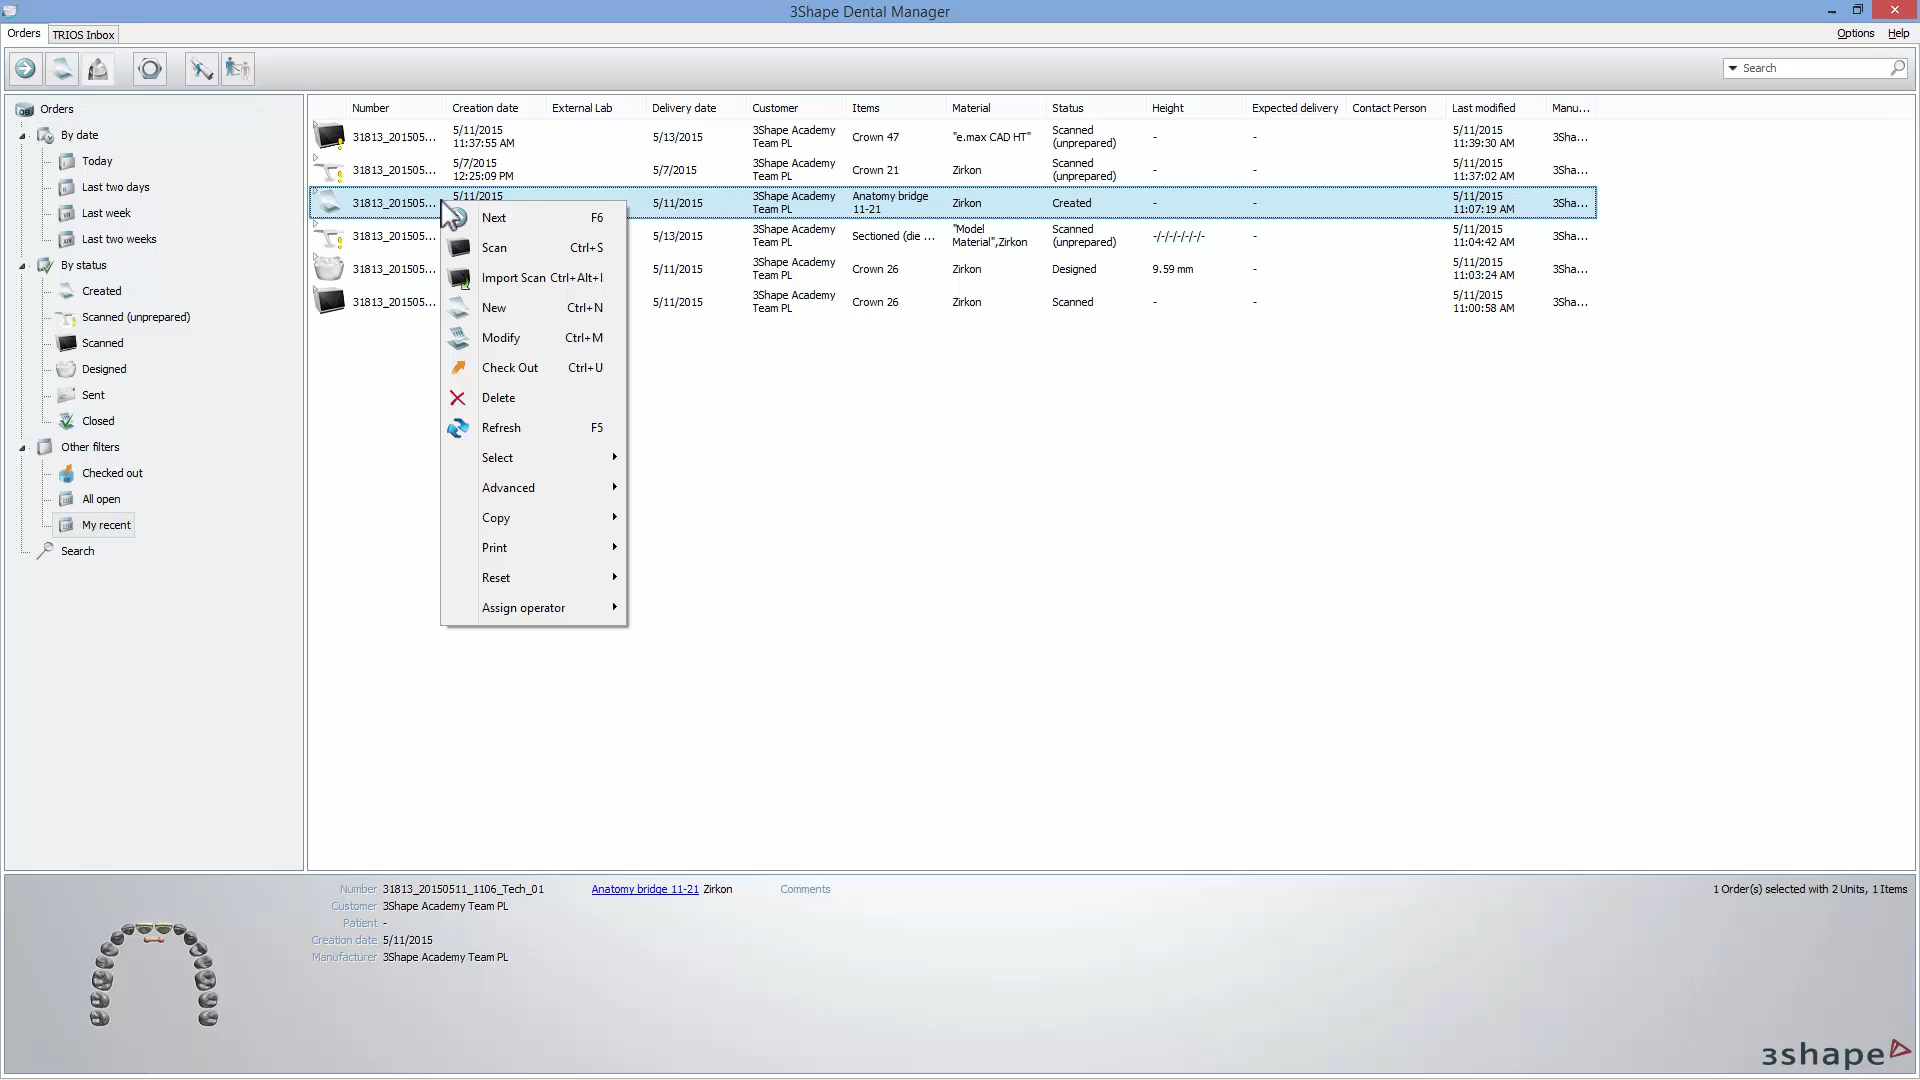 3Shape Dental Manager
Orders
TRIOS Inbox
Options
Help
Search
Orders
By date
Today
Last two days
Last week
Last two weeks
By status
Created
Scanned (unprepared)
Scanned
Designed
Sent
Closed
Other filters
Checked out
All open
My recent
Search
Number Creation date External Lab Delivery date Customer Items Material Status Height Expected delivery Contact Person Last modified Manu...
31813_201505... 5/11/2015 11:37:55 AM 5/13/2015 3Shape Academy Team PL Crown 47 "e.max CAD HT" Scanned (unprepared) - - 5/11/2015 11:39:30 AM 3Sha...
31813_201505... 5/7/2015 12:25:09 PM 5/7/2015 3Shape Academy Team PL Crown 21 Zirkon Scanned (unprepared) - - 5/11/2015 11:37:02 AM 3Sha...
31813_201505... 5/11/2015 5/11/2015 3Shape Academy Team PL Anatomy bridge 11-21 Zirkon Created - - 5/11/2015 11:07:19 AM 3Sha...
31813_201505... 5/13/2015 3Shape Academy Team PL Sectioned (die ... "Model Material",Zirkon Scanned (unprepared) -/-/-/-/-/- - 5/11/2015 11:04:42 AM 3Sha...
31813_201505... 5/11/2015 3Shape Academy Team PL Crown 26 Zirkon Designed 9.59 mm - 5/11/2015 11:03:24 AM 3Sha...
31813_201505... 5/11/2015 3Shape Academy Team PL Crown 26 Zirkon Scanned - - 5/11/2015 11:00:58 AM 3Sha...
Next F6
Scan Ctrl+S
Import Scan Ctrl+Alt+I
New Ctrl+N
Modify Ctrl+M
Check Out Ctrl+U
Delete
Refresh F5
Select
Advanced
Copy
Print
Reset
Assign operator
Number 31813_20150511_1106_Tech_01
Customer 3Shape Academy Team PL
Patient -
Creation date 5/11/2015
Manufacturer 3Shape Academy Team PL
Anatomy bridge 11-21 Zirkon
Comments
1 Order(s) selected with 2 Units, 1 Items
3shape